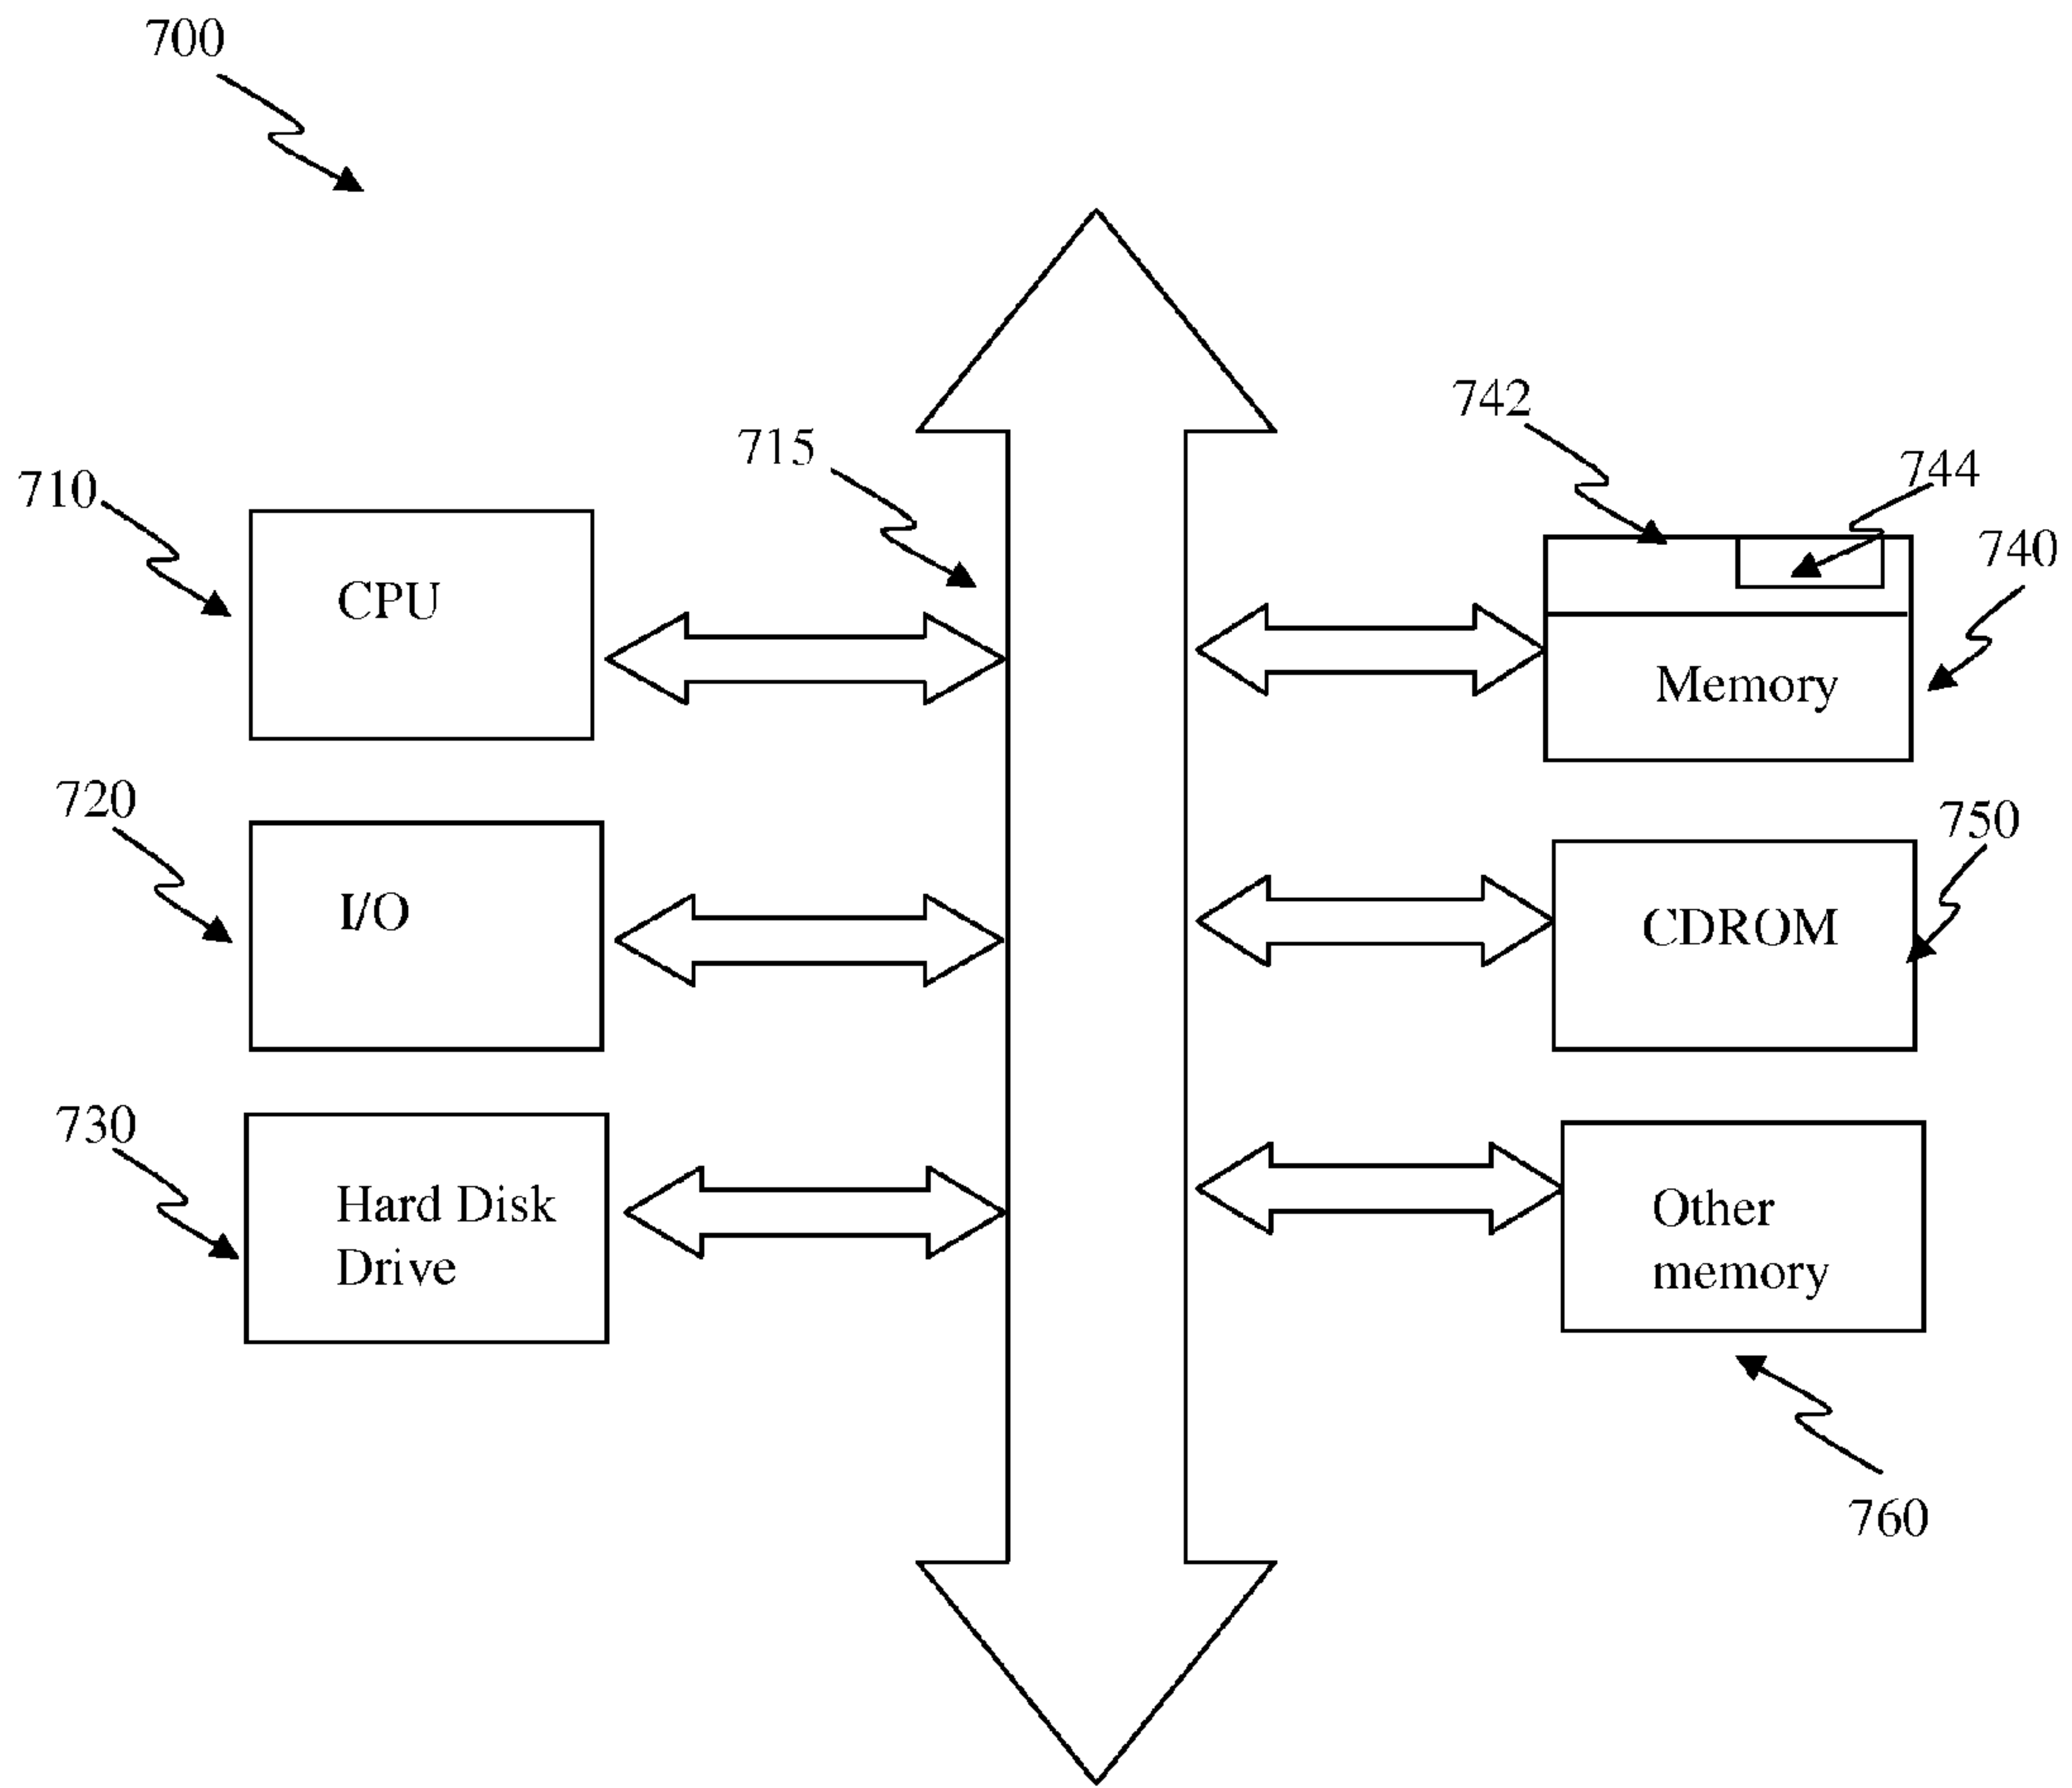 700
742
715
744
710
740
CPU
Memory
720
750
I/O
CDROM
730
Hard Disk
Drive
Other
memory
760